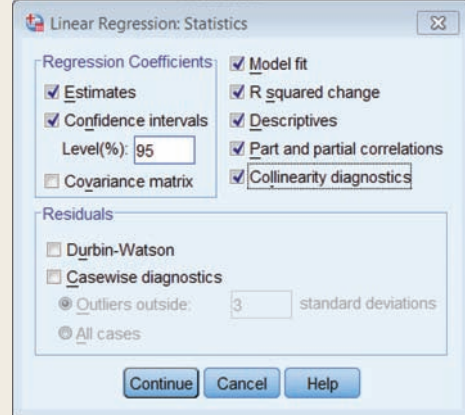 Linear Regression: Statistics
Regression Coefficients
Estimates
Confidence intervals
Level(%): 95
Covariance matrix
Model fit
R squared change
Descriptives
Part and partial correlations
Collinearity diagnostics
Residuals
Durbin-Watson
Casewise diagnostics
Outliers outside: 3 standard deviations
All cases
Continue Cancel Help